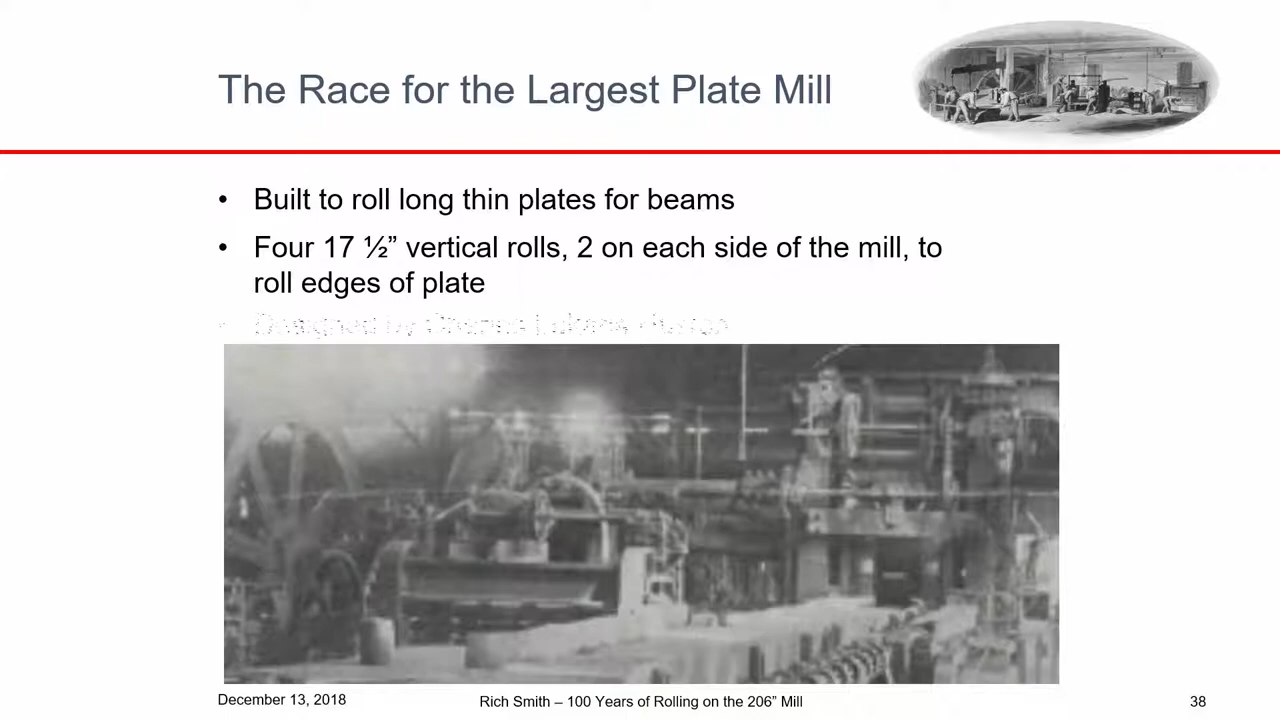 The Race for the Largest Plate Mill
• Built to roll long thin plates for beams
• Four 17 ½” vertical rolls, 2 on each side of the mill, to
roll edges of plate
Designed by
December 13, 2018
Rich Smith – 100 Years of Rolling on the 206” Mill
38